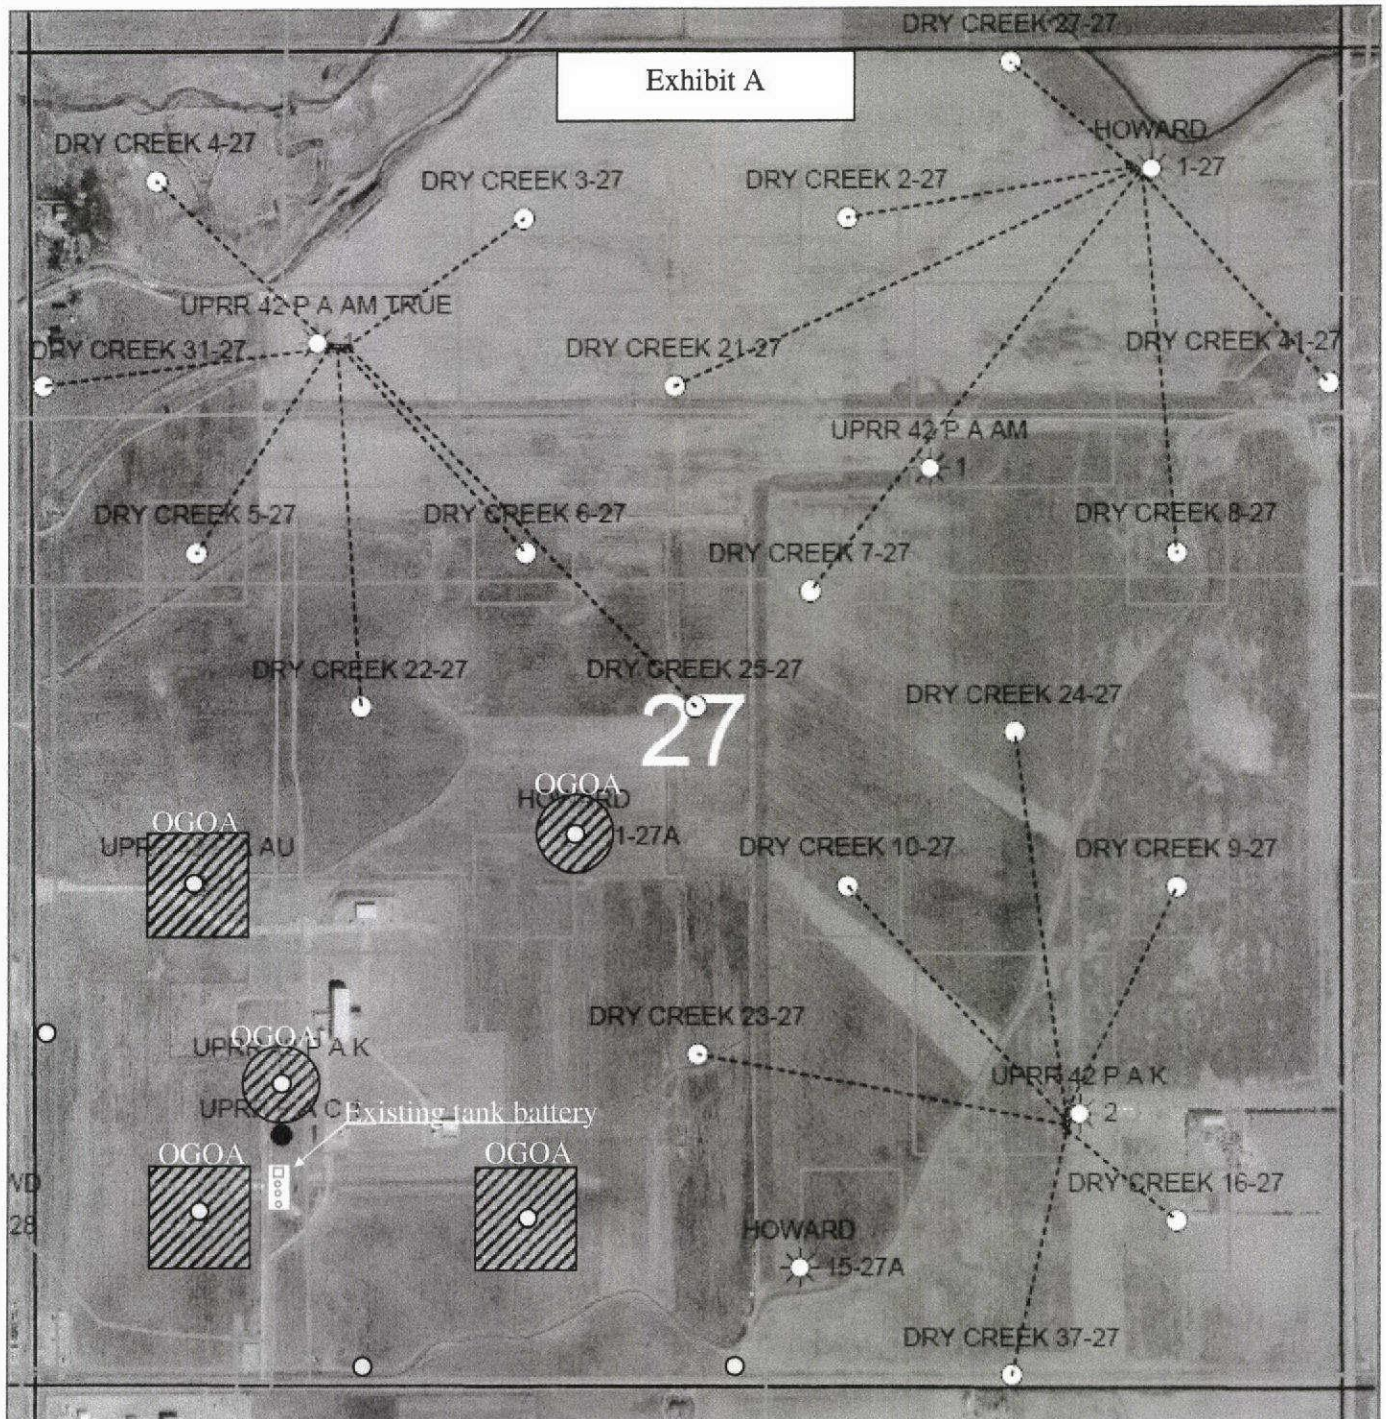 DRY CREEK 27-27
Exhibit A
HOWARD
1-27
DRY CREEK 4-27
DRY CREEK 3-27
DRY CREEK 2-27
UPRR 42 P A AM TRUE
DRY CREEK 31-27
DRY CREEK 21-27
DRY CREEK 41-27
UPRR 42 P A AM
1
DRY CREEK 5-27
DRY CREEK 6-27
DRY CREEK 8-27
DRY CREEK 7-27
DRY CREEK 22-27
DRY CREEK 25-27
DRY CREEK 24-27
27
OGOA
HOWARD
1-27A
OGOA
AU
DRY CREEK 10-27
DRY CREEK 9-27
DRY CREEK 23-27
OGOA
P A K
UPRR 42 P A K
2
Existing tank battery
OGOA
OGOA
DRY CREEK 16-27
28
HOWARD
15-27A
DRY CREEK 37-27